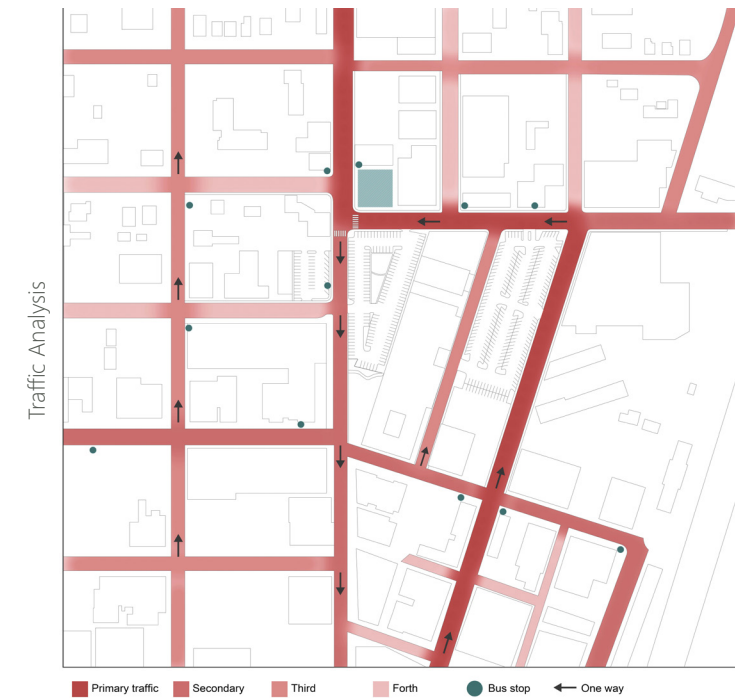 Traffic Analysis
Primary traffic
Secondary
Third
Forth
Bus stop
One way